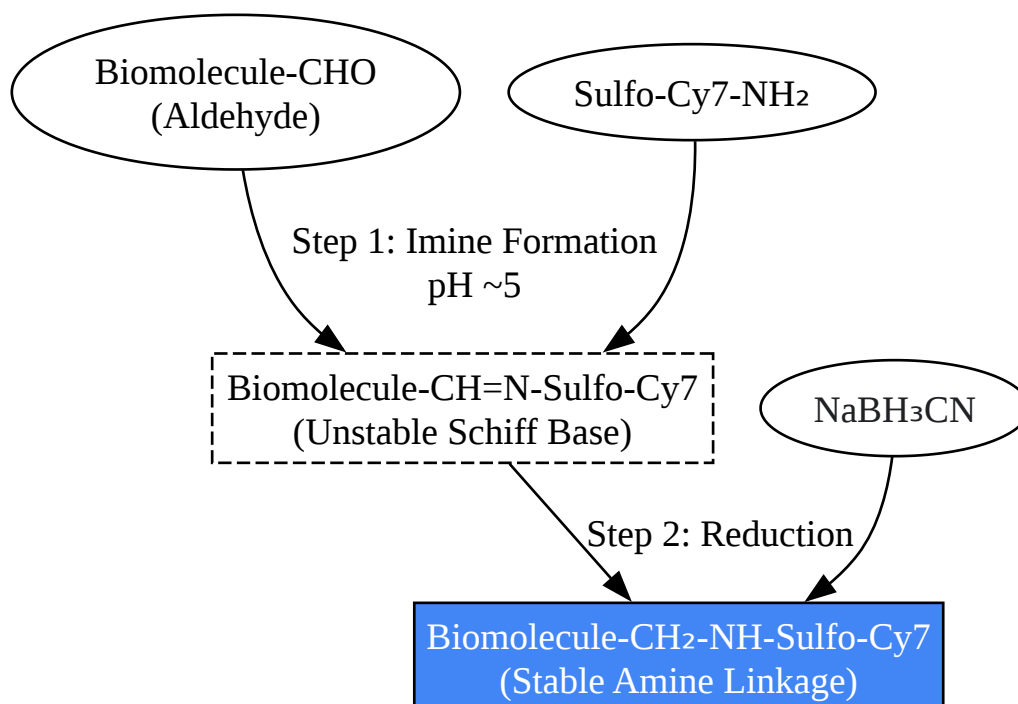 Biomolecule-CHO
(Aldehyde)
Sulfo-Cy7-NH₂
Step 1: Imine Formation
pH ~5
Biomolecule-CH=N-Sulfo-Cy7
(Unstable Schiff Base)
NaBH₃CN
Step 2: Reduction
Biomolecule-CH₂-NH-Sulfo-Cy7
(Stable Amine Linkage)